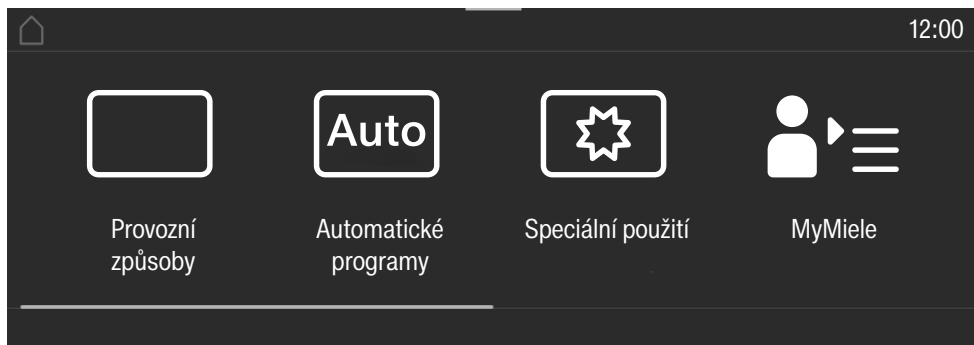 12:00
Auto
Provozní
způsoby
Automatické
programy
Speciální použití
MyMiele